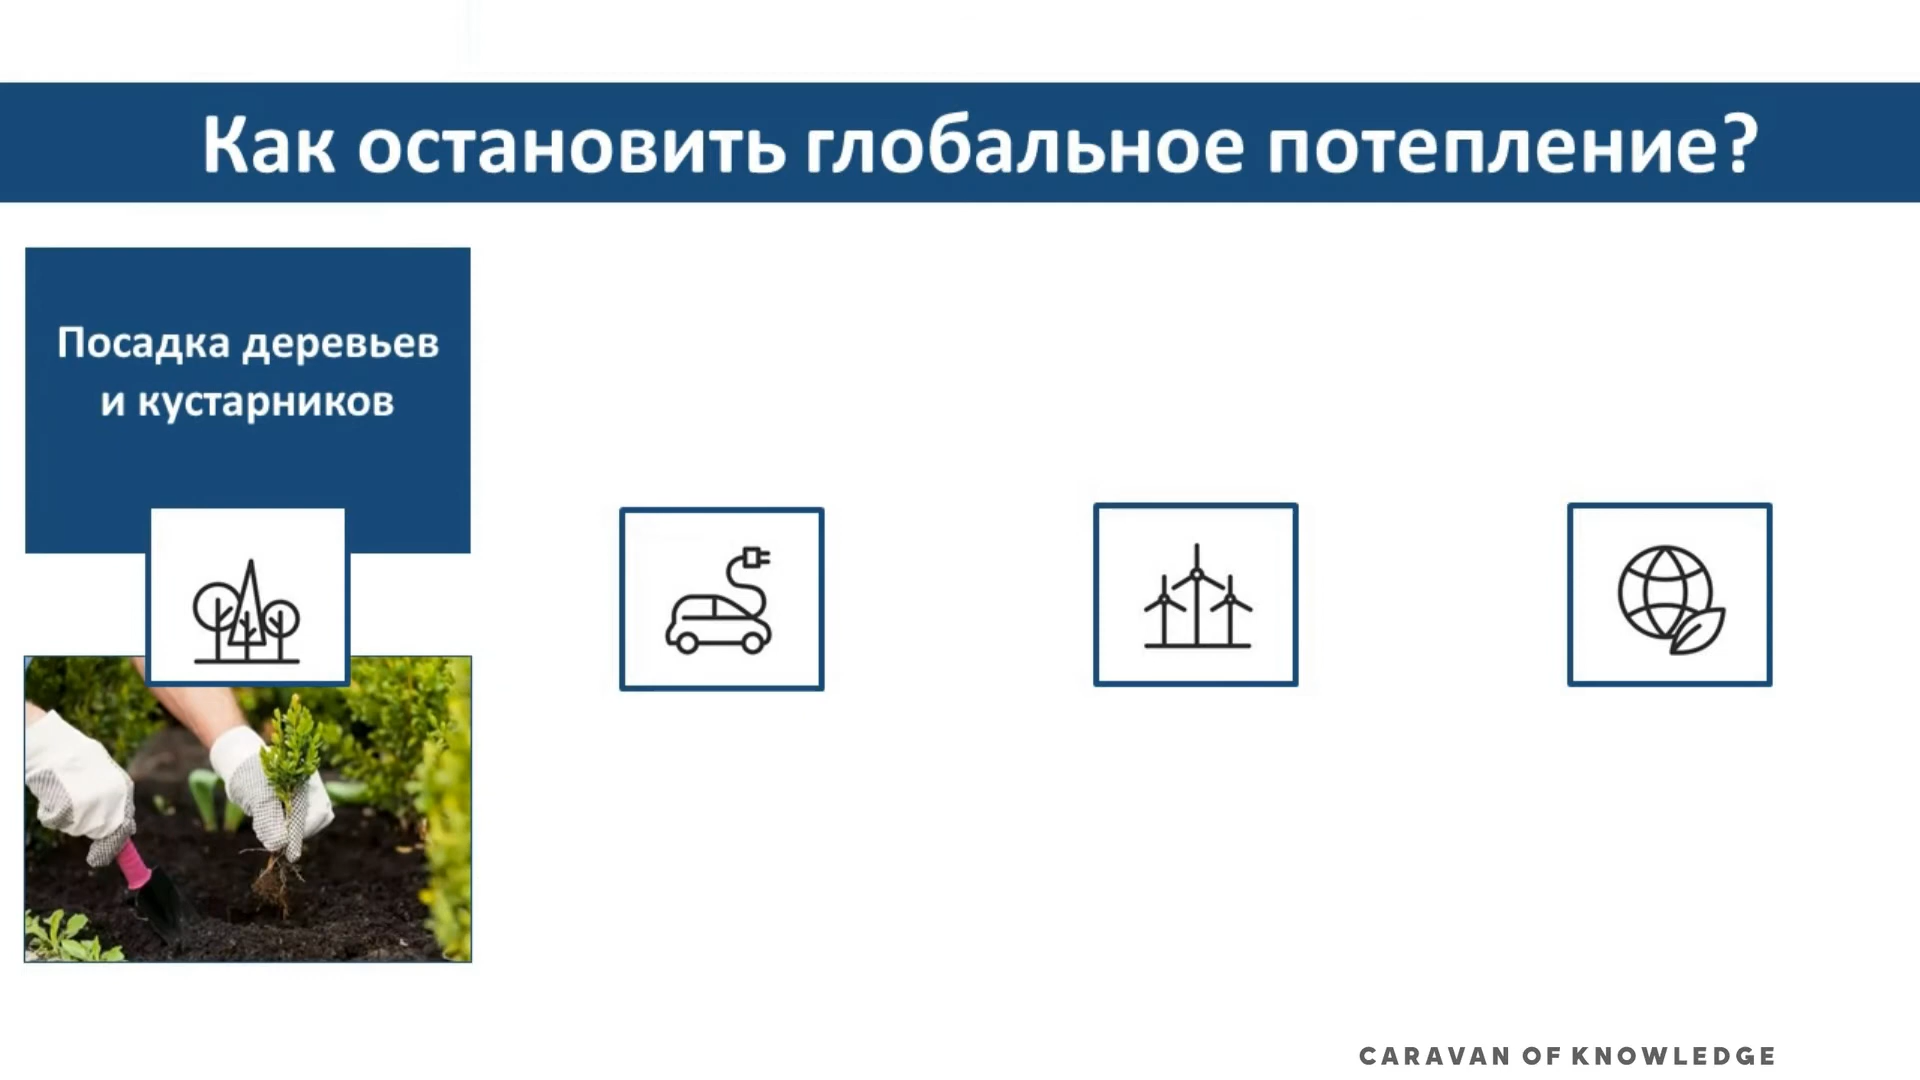 Как остановить глобальное потепление?
Посадка деревьев
и кустарников
CARAVAN OF KNOWLEDGE